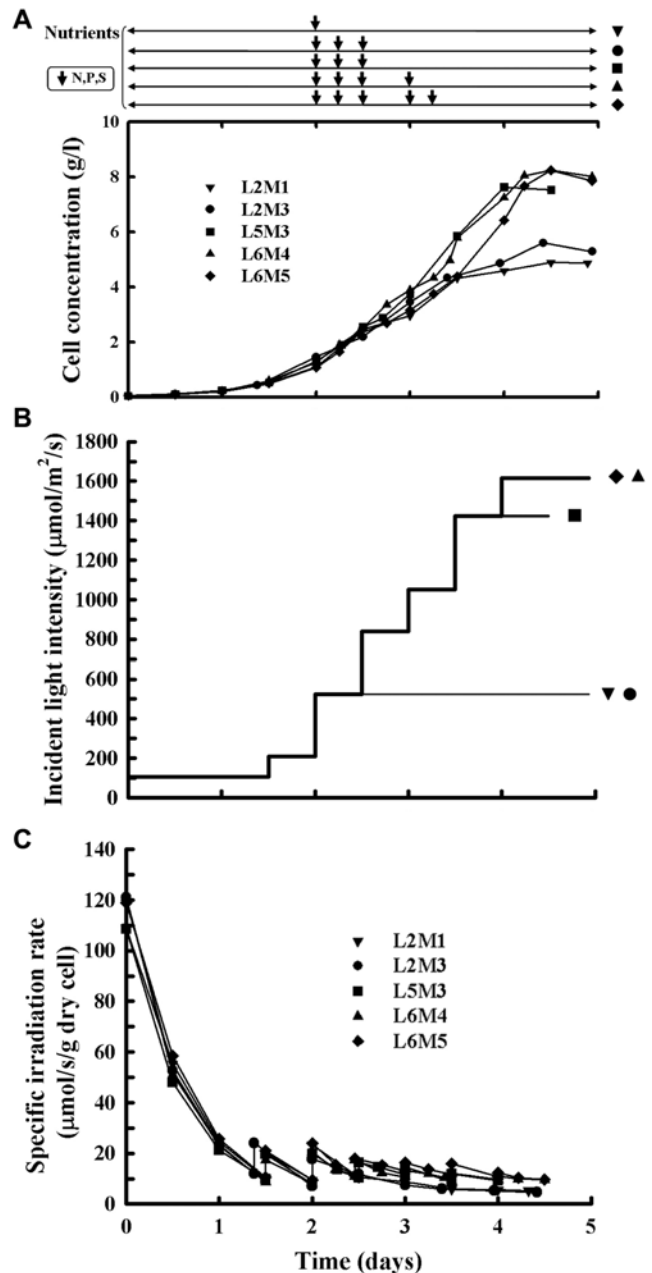 A
Nutrients
N,P,S
Cell concentration (g/l)
10
8
6
4
2
0
L2M1
L2M3
L5M3
L6M4
L6M5
B
Incident light intensity (μmol/m²/s)
1800
1600
1400
1200
1000
800
600
400
200
0
C
Specific irradiation rate
(μmol/s/g dry cell)
140
120
100
80
60
40
20
0
L2M1
L2M3
L5M3
L6M4
L6M5
0 1 2 3 4 5
Time (days)